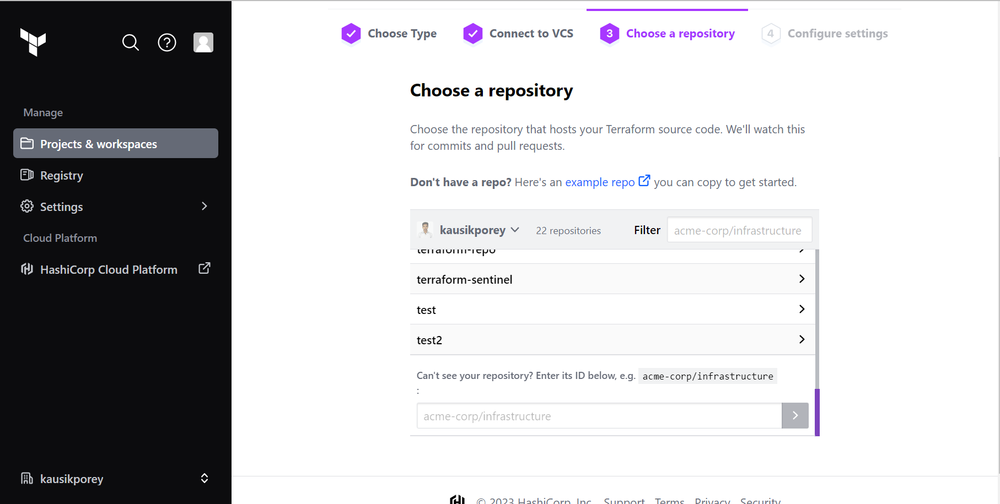 Choose Type
Connect to VCS
3 Choose a repository
4 Configure settings
Manage
Projects & workspaces
Registry
Settings
Cloud Platform
HashiCorp Cloud Platform
kausikporey
Choose a repository
Choose the repository that hosts your Terraform source code. We'll watch this
for commits and pull requests.
Don't have a repo? Here's an example repo you can copy to get started.
kausikporey 22 repositories Filter acme-corp/infrastructure
terraform-repo
terraform-sentinel
test
test2
Can't see your repository? Enter its ID below, e.g. acme-corp/infrastructure
:
acme-corp/infrastructure
© 2023 HashiCorp, Inc. Support Terms Privacy Security